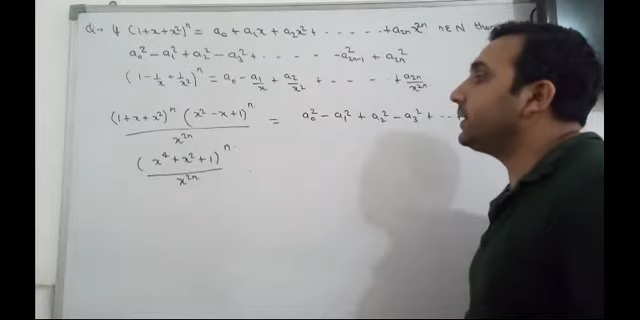 Q→ If (1+x+x²)ⁿ = a₀ + a₁x + a₂x² + ...... + a₂ₙx²ⁿ n∈N
a₀² - a₁² + a₂² - a₃² + ...... - a²₂ₙ₋₁ + a₂ₙ²
(1 - 1/x + 1/x²)ⁿ = a₀ - a₁/x + a₂/x² + ...... + a₂ₙ/x²ⁿ
(1+x+x²)ⁿ (x²-x+1)ⁿ / x²ⁿ = a₀² - a₁² + a₂² - a₃² + ...
(x⁴+x²+1)ⁿ / x²ⁿ